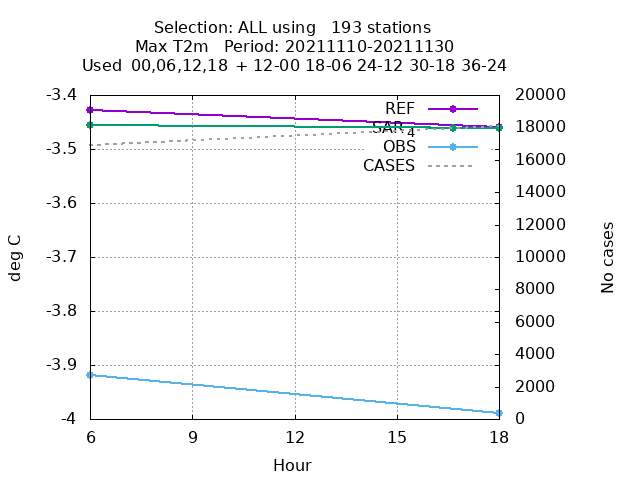 Selection: ALL using   193 stations
Max T2m   Period: 20211110-20211130
Used  00,06,12,18 + 12-00 18-06 24-12 30-18 36-24
-3.4
-3.5
-3.6
-3.7
-3.8
-3.9
-4
deg C
REF
SAR_4
OBS
CASES
20000
18000
16000
14000
12000
10000
8000
6000
4000
2000
0
No cases
6 9 12 15 18
Hour